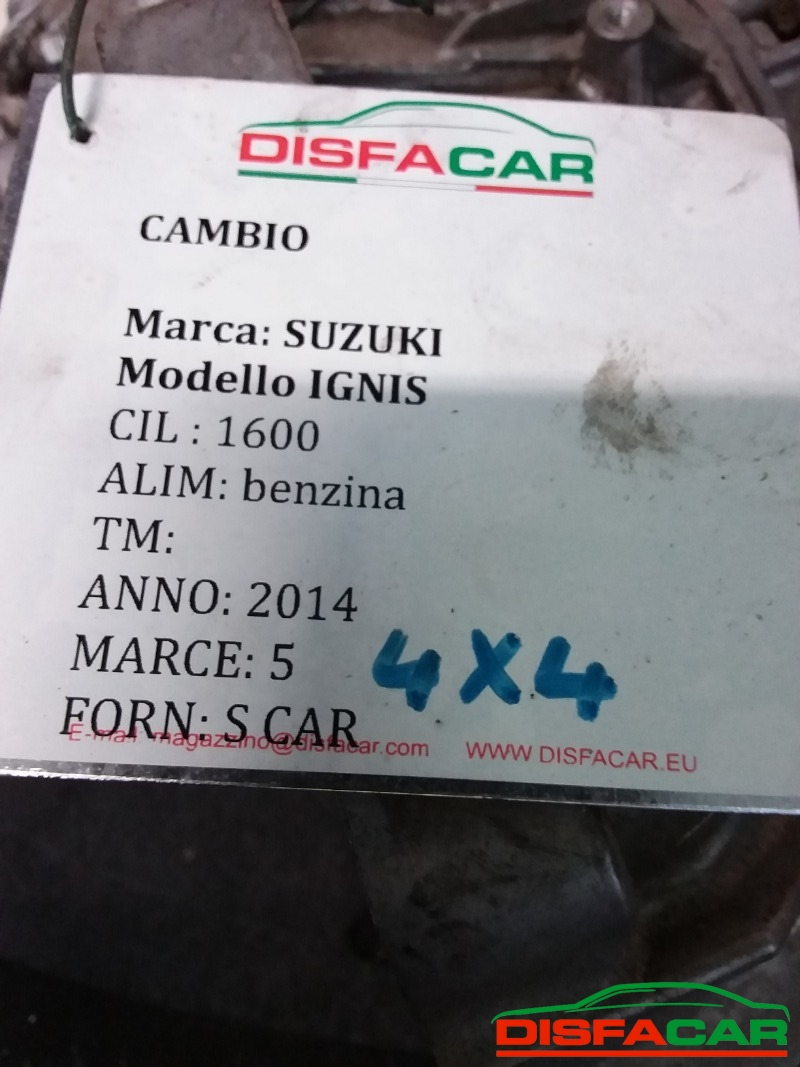 DISFACAR
CAMBIO
Marca: SUZUKI
Modello IGNIS
CIL : 1600
ALIM: benzina
TM:
ANNO: 2014
MARCE: 5 4X4
FORN: S CAR
E-mail magazzino@disfacar.com WWW DISFACAR.EU
DISFACAR